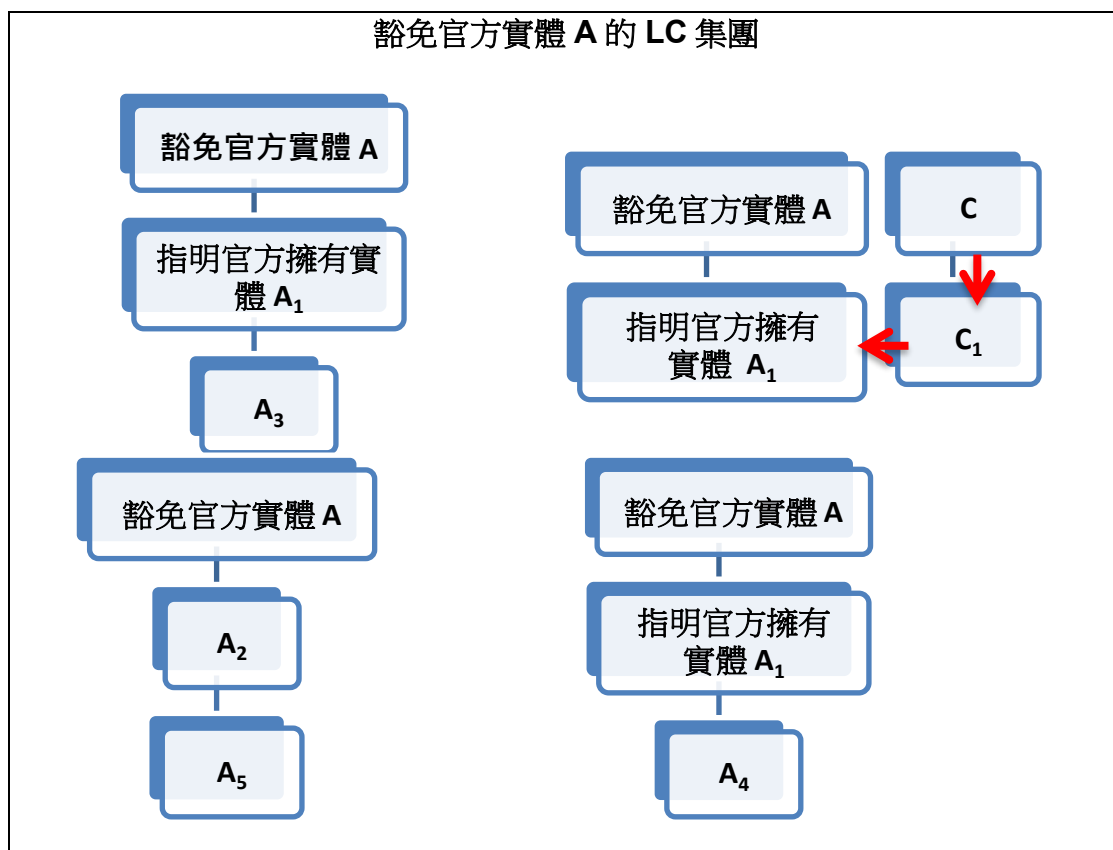 豁免官方實體 A 的 LC 集團
豁免官方實體 A
指明官方擁有實
體 A₁
A₃
豁免官方實體 A
C
指明官方擁有
實體 A₁
C₁
豁免官方實體 A
A₂
A₅
豁免官方實體 A
指明官方擁有
實體 A₁
A₄